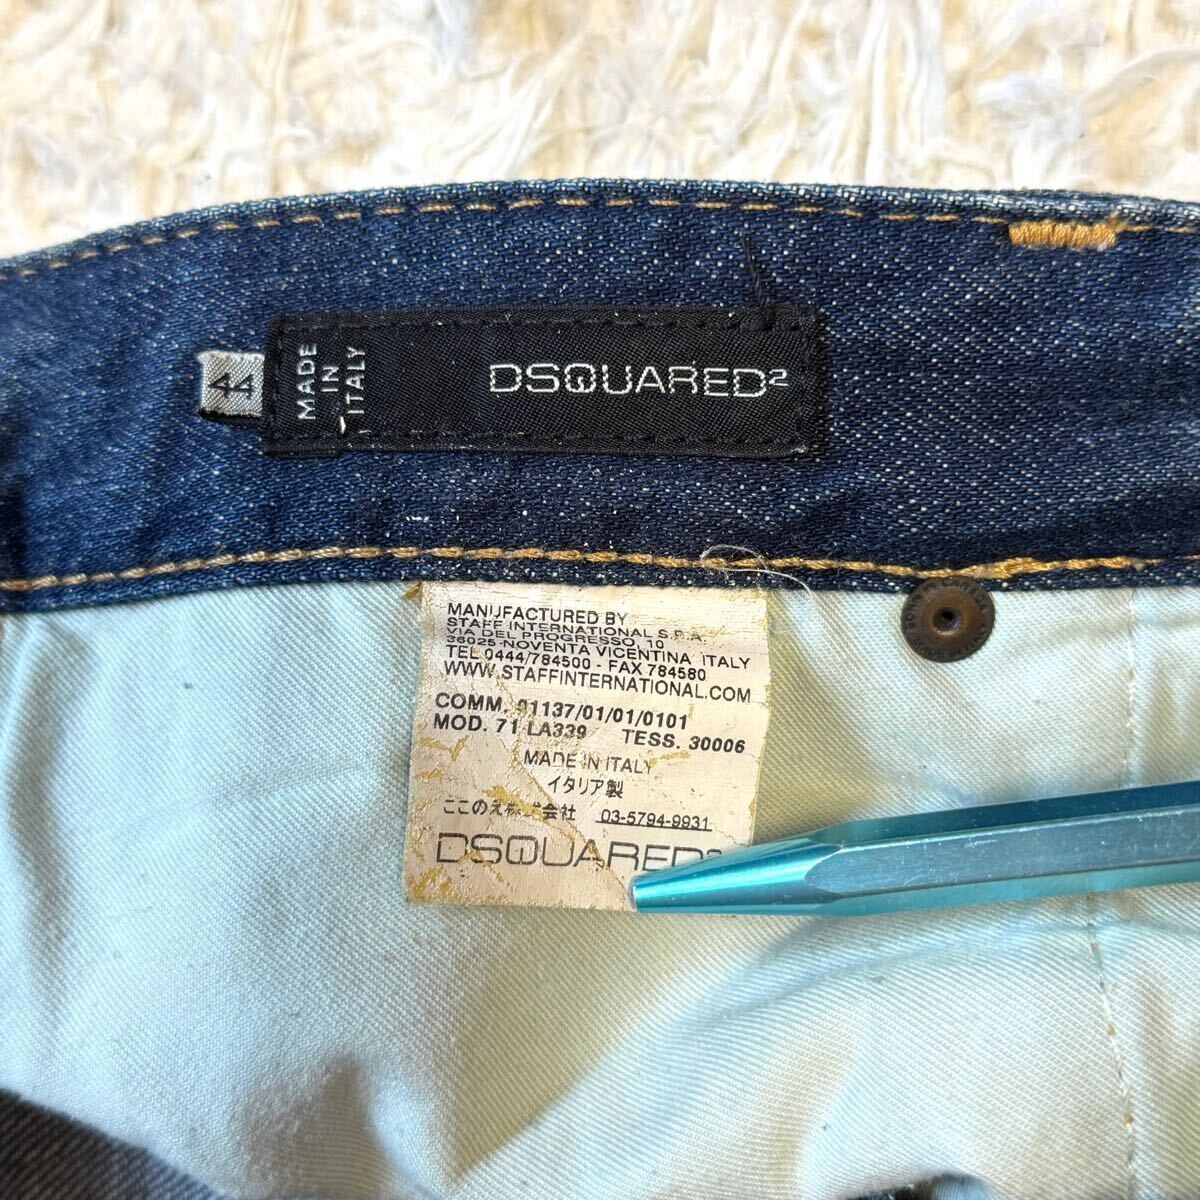 44
MADE
IN
ITALY
DSQUARED²
MANUFACTURED BY
STAFF INTERNATIONAL S.P.A.
VIA DEL PROGRESSO, 10
36025-NOVENTA VICENTINA ITALY
TEL 0444/784500 - FAX 784580
WWW.STAFFINTERNATIONAL.COM
COMM. 01137/01/01/0101
MOD. 71 LA339 TESS. 30006
MADE IN ITALY
イタリア製
ここのえ株式会社 03-5794-9931
DSQUARED²